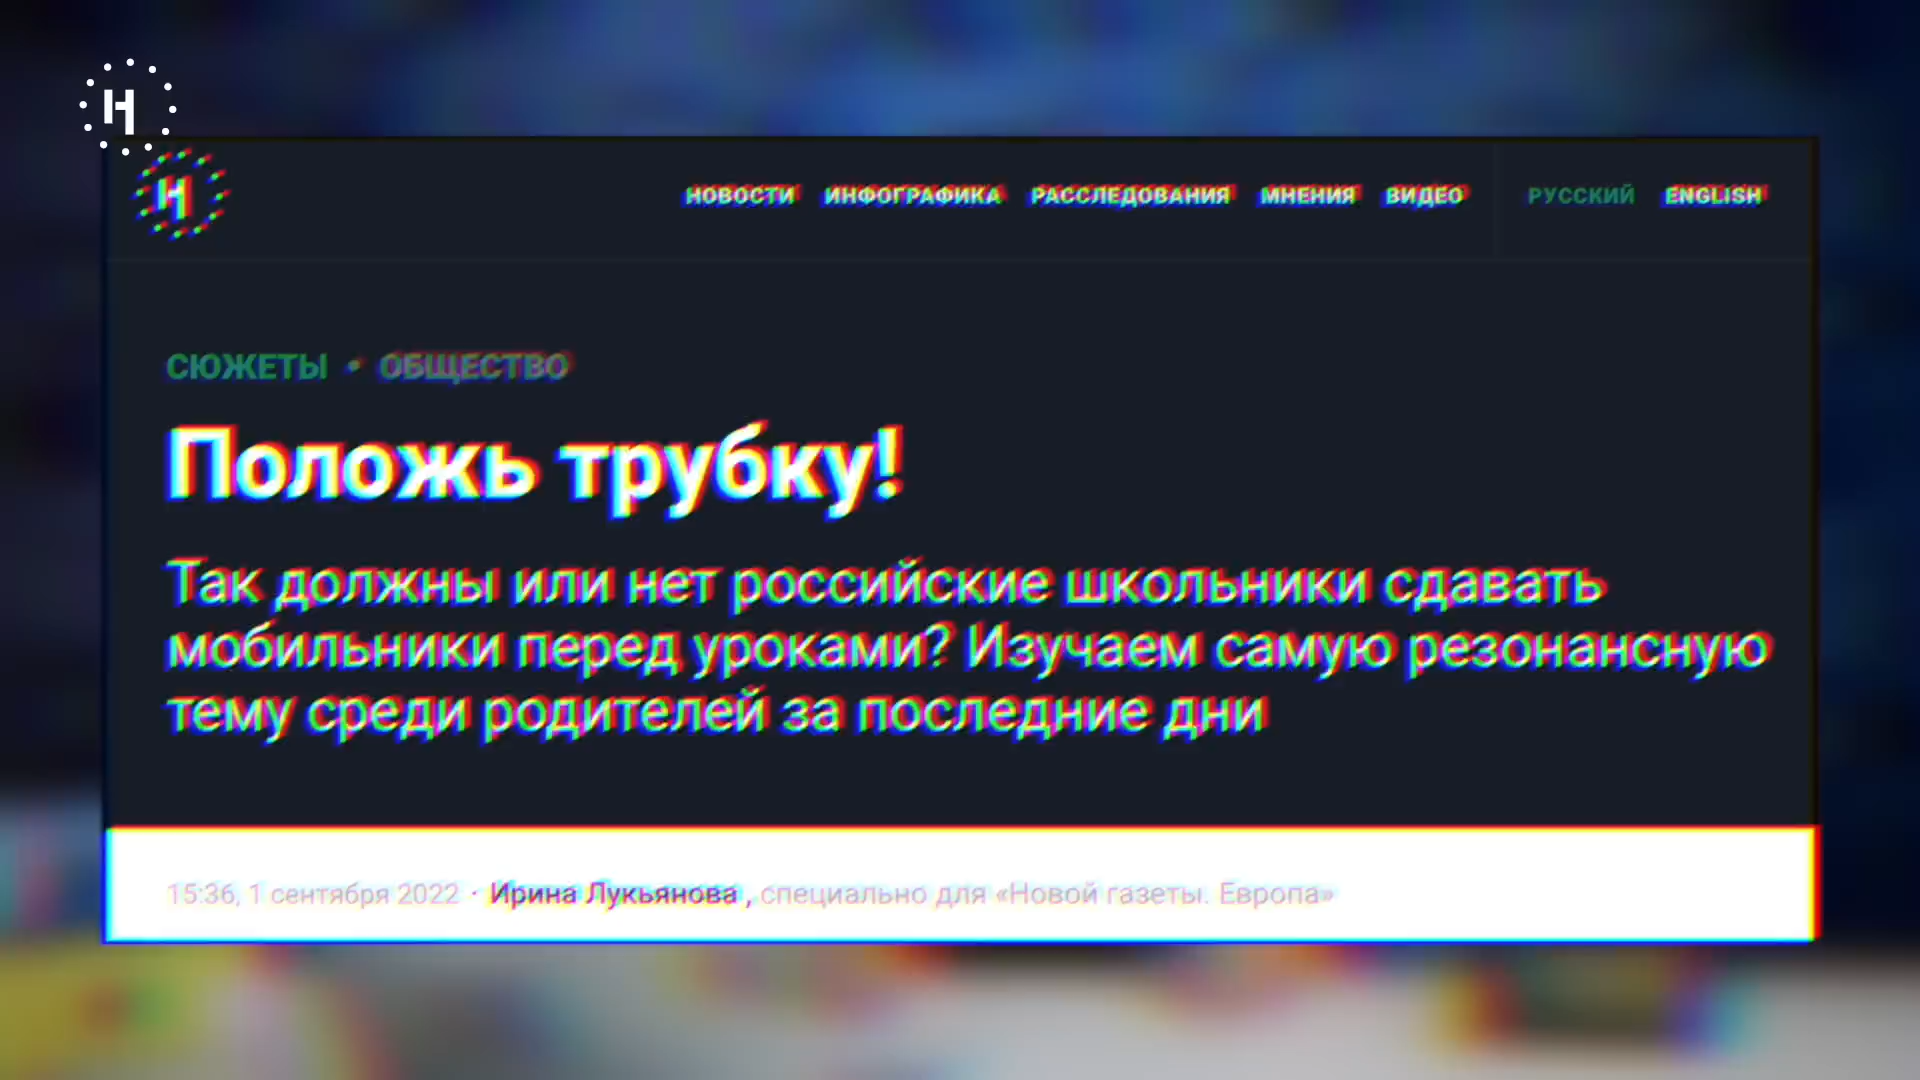 Н
Н
НОВОСТИ ИНФОГРАФИКА РАССЛЕДОВАНИЯ МНЕНИЯ ВИДЕО РУССКИЙ ENGLISH
СЮЖЕТЫ • ОБЩЕСТВО
Положь трубку!
Так должны или нет российские школьники сдавать
мобильники перед уроками? Изучаем самую резонансную
тему среди родителей за последние дни
15:36, 1 сентября 2022 · Ирина Лукьянова , специально для «Новой газеты. Европа»